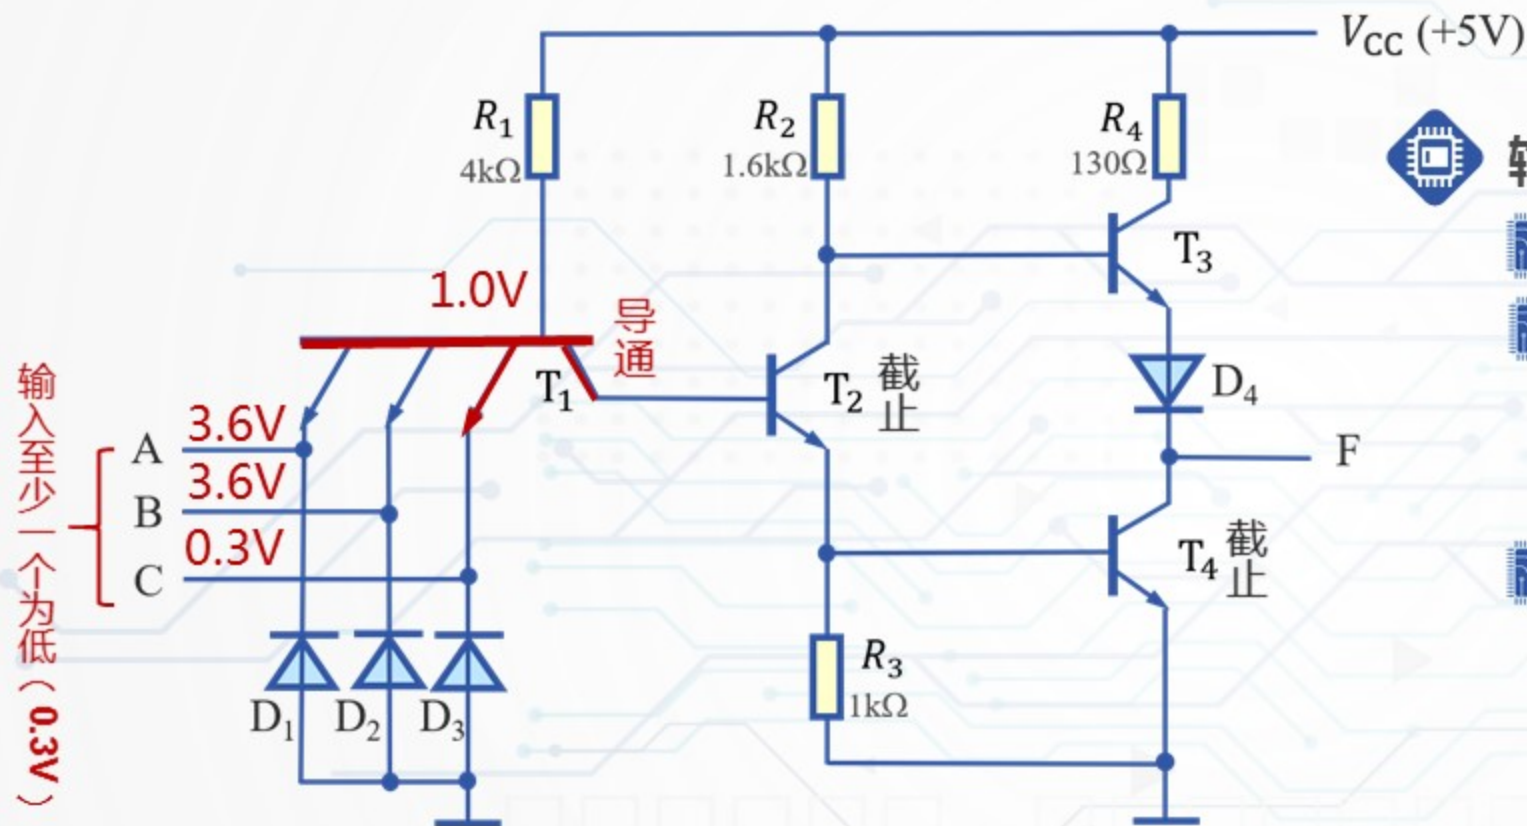 V_CC (+5V)
R₁
4kΩ
R₂
1.6kΩ
R₄
130Ω
T₃
1.0V
导通
T₁
T₂
截止
D₄
输入至少一个为低（0.3V）
A
3.6V
B
3.6V
C
0.3V
F
T₄
截止
R₃
1kΩ
D₁
D₂
D₃